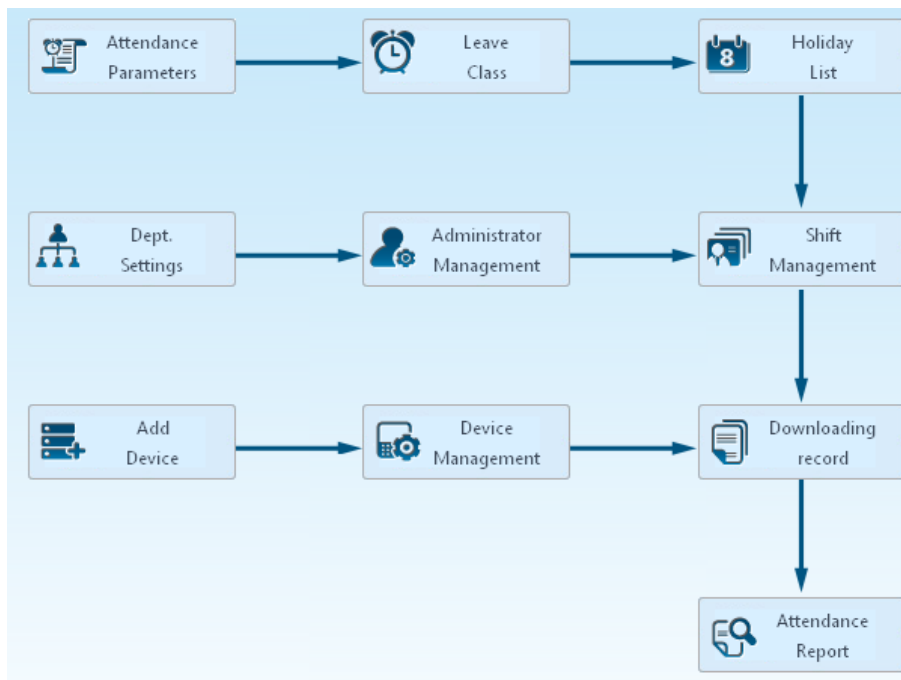 Attendance
Parameters
Leave
Class
8
Holiday
List
Dept.
Settings
Administrator
Management
Shift
Management
Add
Device
Device
Management
Downloading
record
Attendance
Report